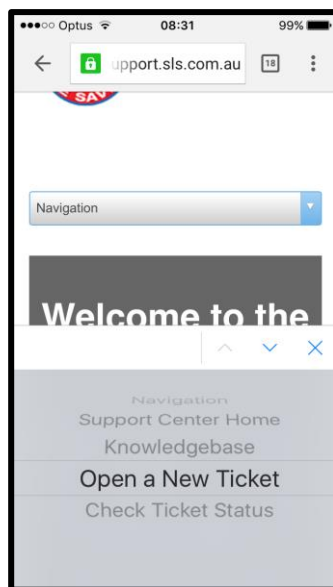 Optus 08:31 99%
upport.sls.com.au 18
SAV
Navigation
Welcome to the
Navigation
Support Center Home
Knowledgebase
Open a New Ticket
Check Ticket Status